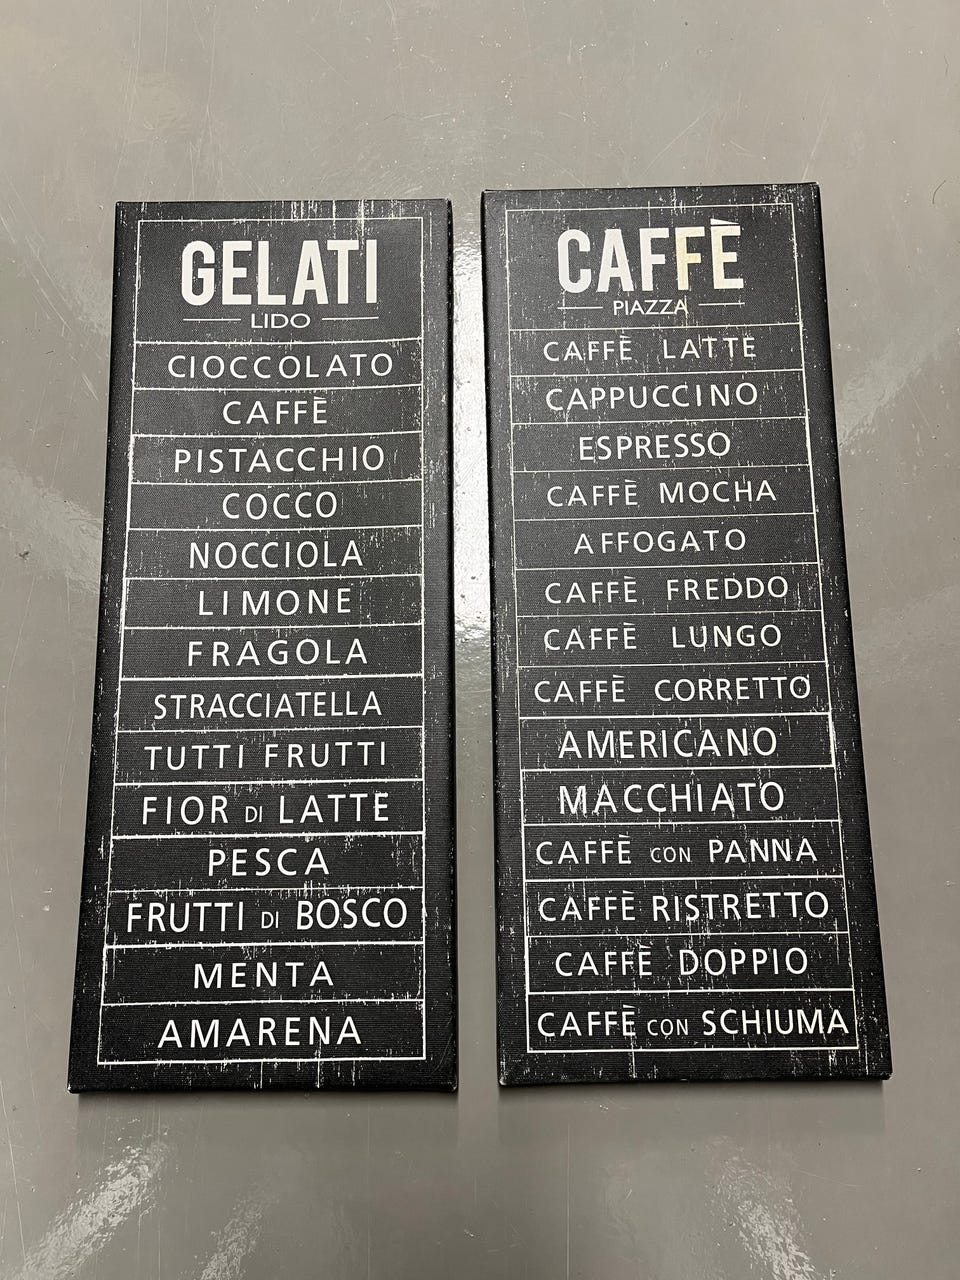 GELATI
LIDO
CIOCCOLATO
CAFFÈ
PISTACCHIO
COCCO
NOCCIOLA
LIMONE
FRAGOLA
STRACCIATELLA
TUTTI FRUTTI
FIOR DI LATTE
PESCA
FRUTTI DI BOSCO
MENTA
AMARENA
CAFFÈ
PIAZZA
CAFFÈ LATTE
CAPPUCCINO
ESPRESSO
CAFFÈ MOCHA
AFFOGATO
CAFFÈ FREDDO
CAFFÈ LUNGO
CAFFÈ CORRETTO
AMERICANO
MACCHIATO
CAFFÈ CON PANNA
CAFFÈ RISTRETTO
CAFFÈ DOPPIO
CAFFÈ CON SCHIUMA